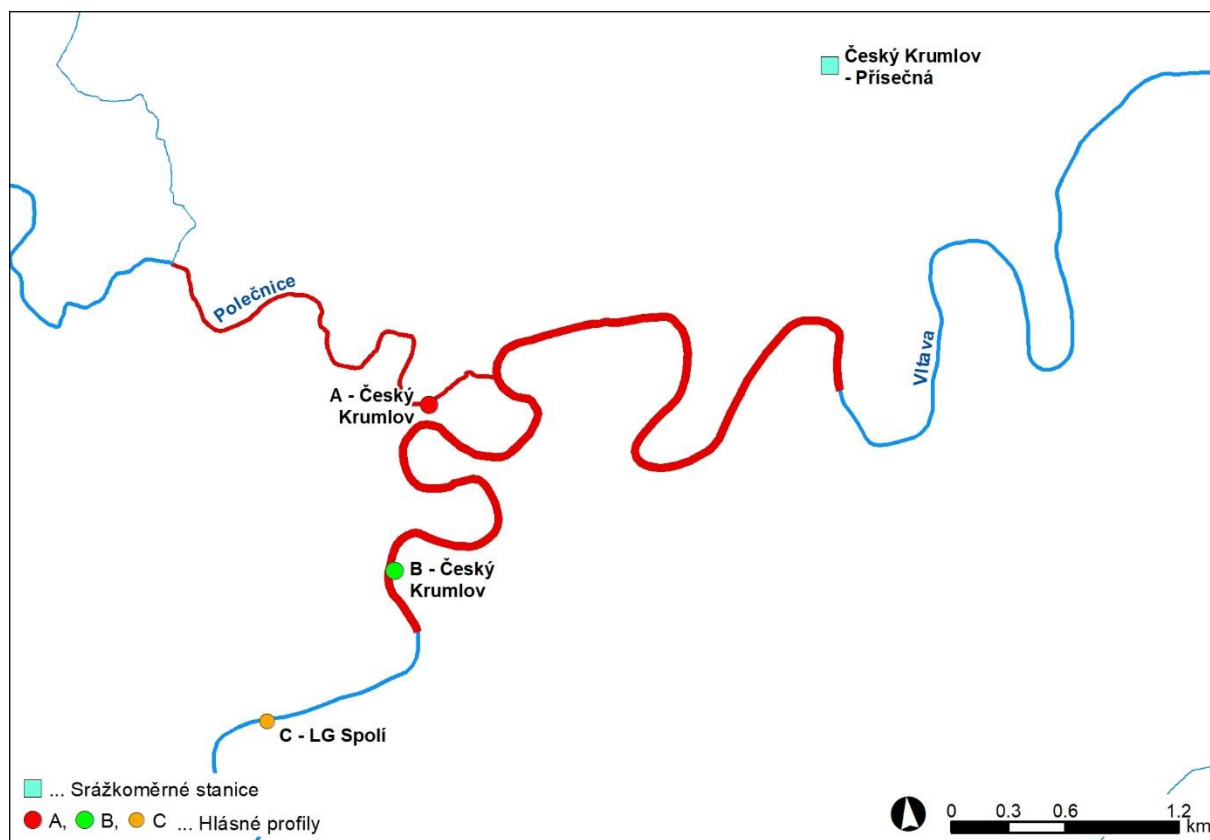 Český Krumlov
- Přísečná
Polečnice
Vltava
A - Český
Krumlov
B - Český
Krumlov
C - LG Spolí
... Srážkoměrné stanice
A, B, C ... Hlásné profily
0 0.3 0.6 1.2
km